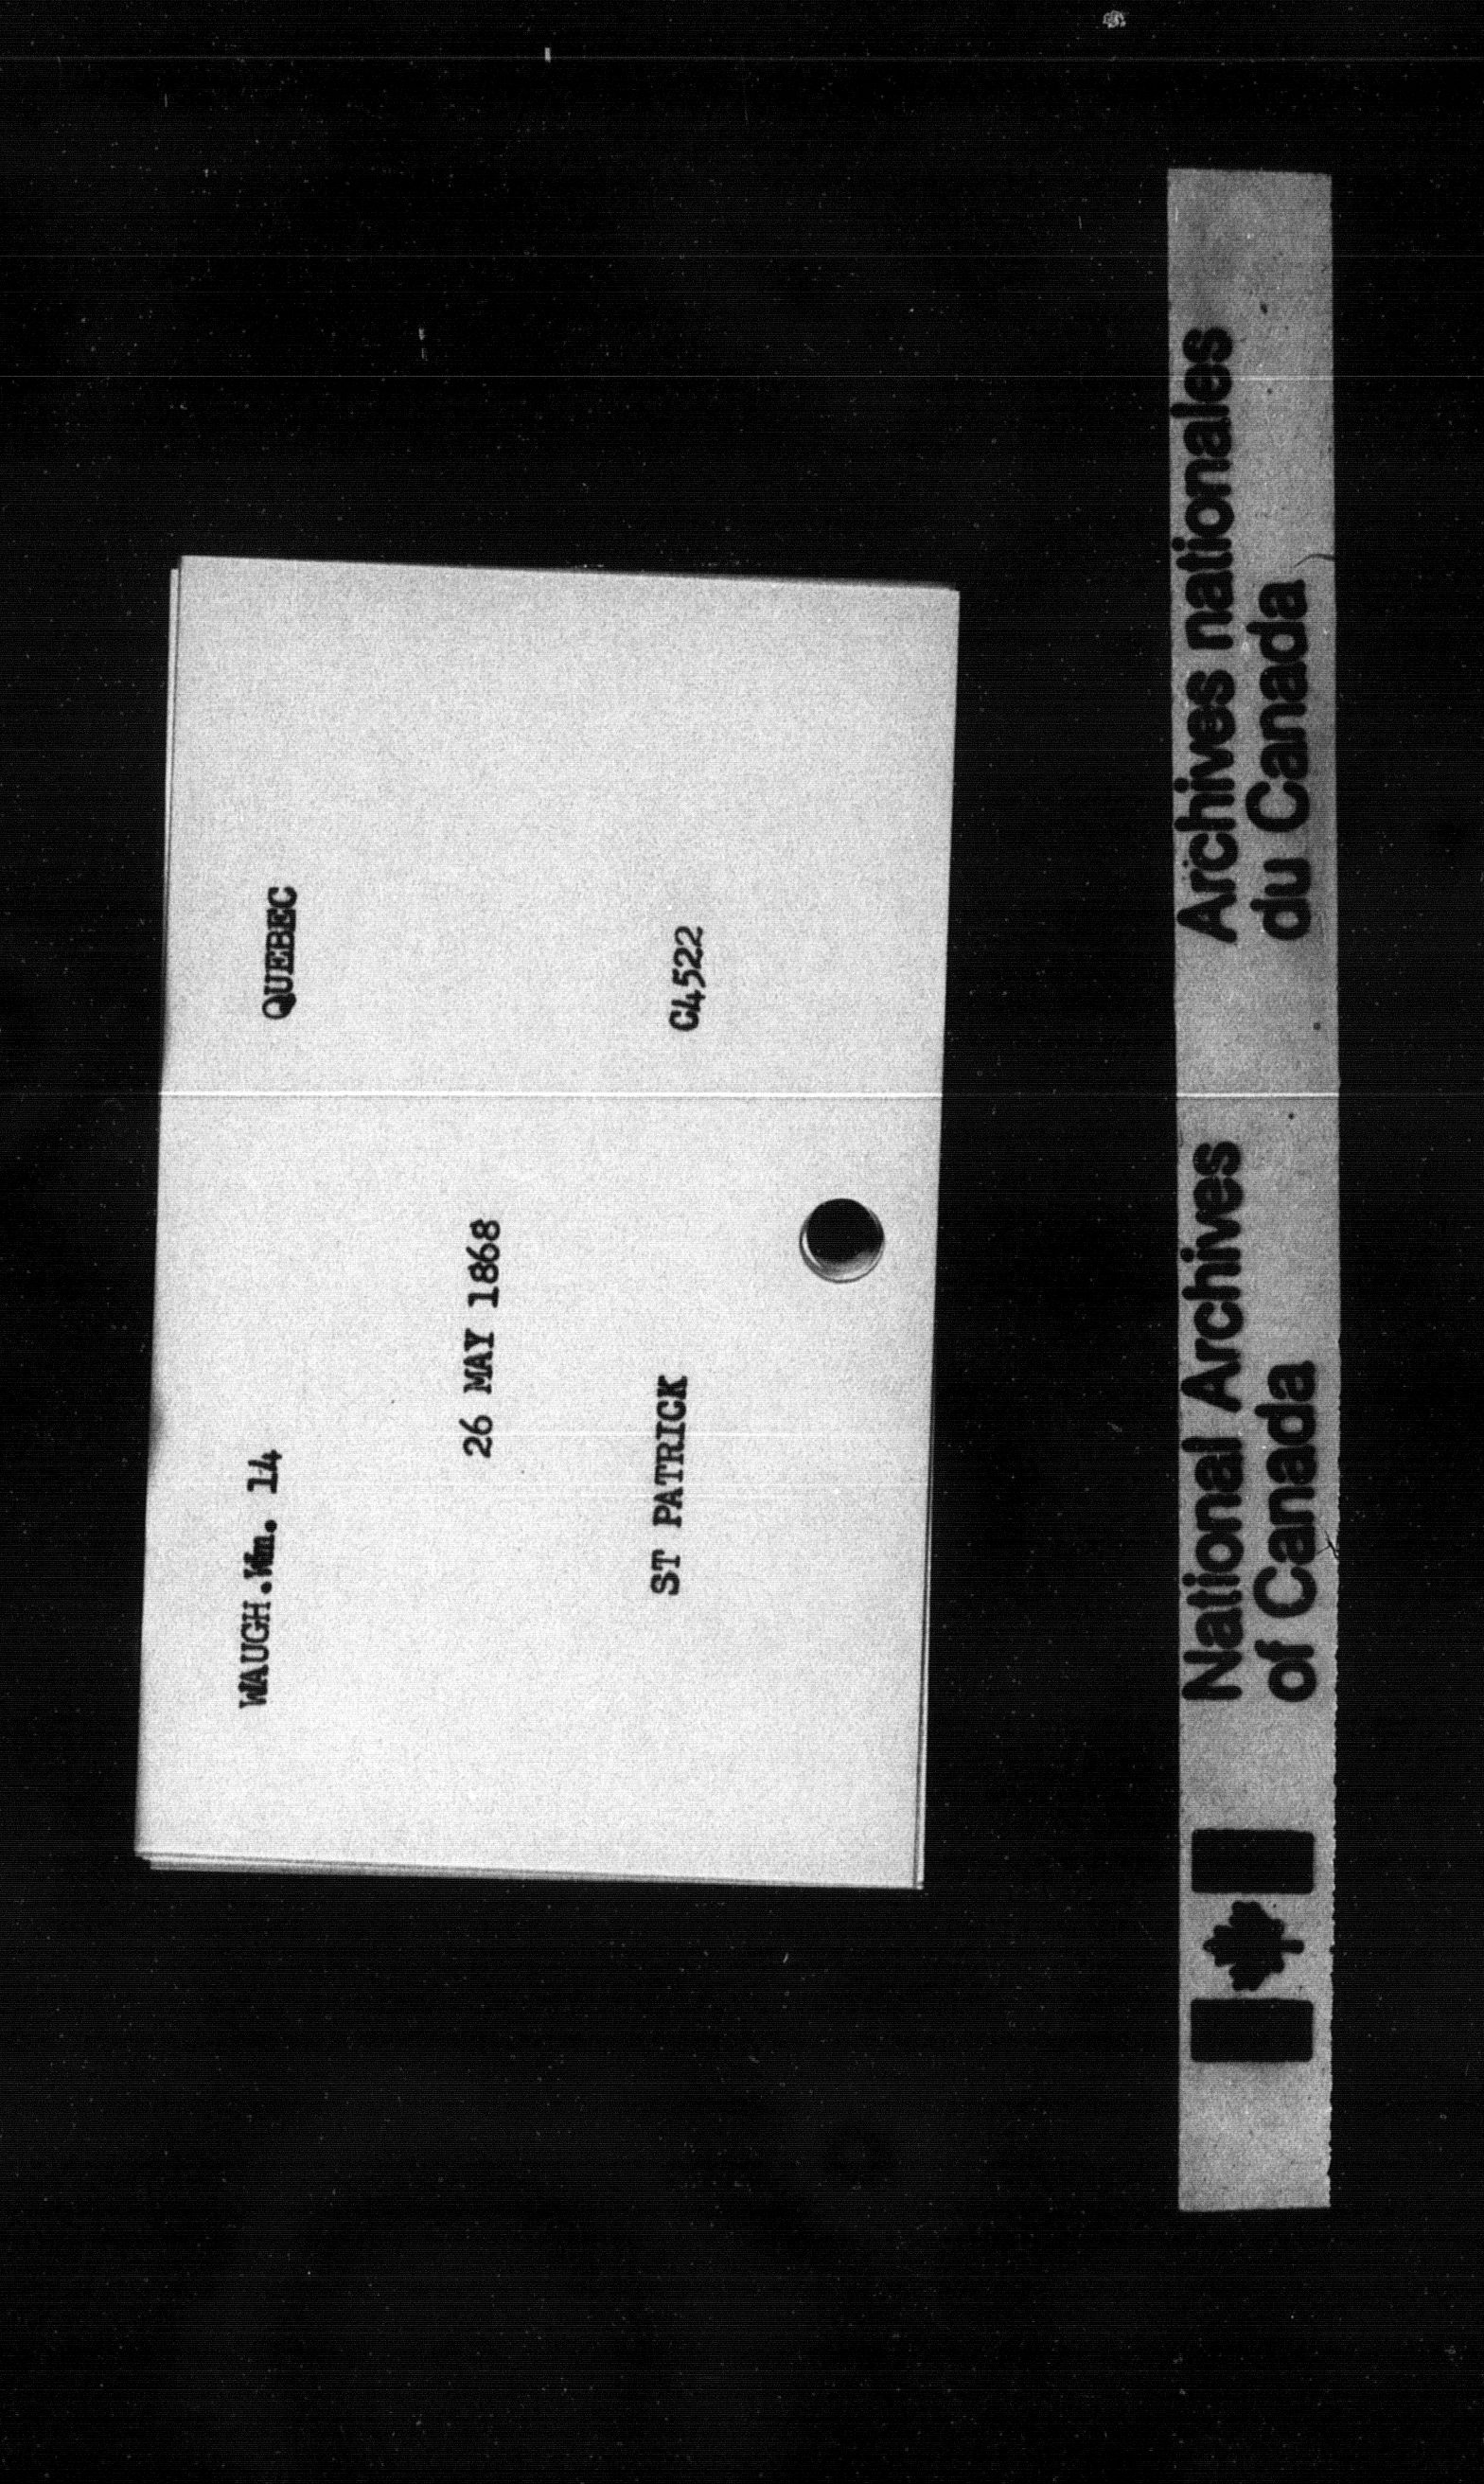 WAUGH.Wm. 14 QUEBEC
26 MAY 1868
ST PATRICK C4522
National Archives
of Canada
Archives nationales
du Canada